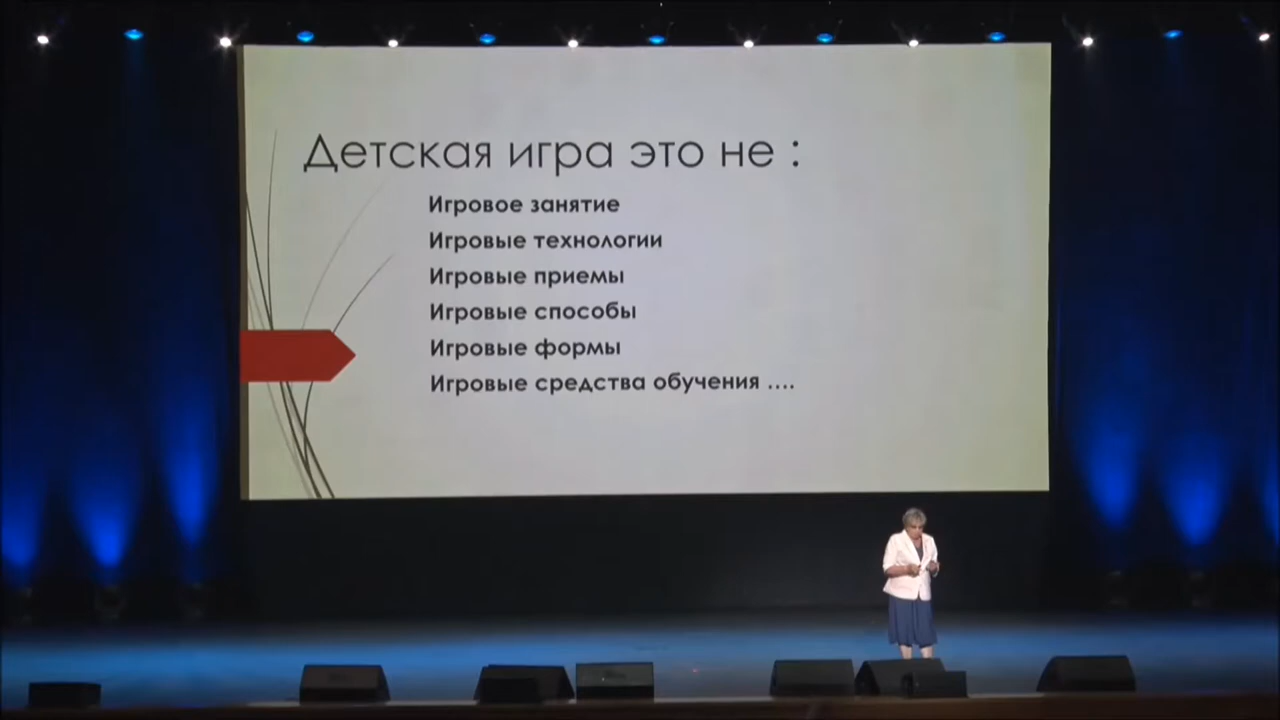 Детская игра это не :
Игровое занятие
Игровые технологии
Игровые приемы
Игровые способы
Игровые формы
Игровые средства обучения ....